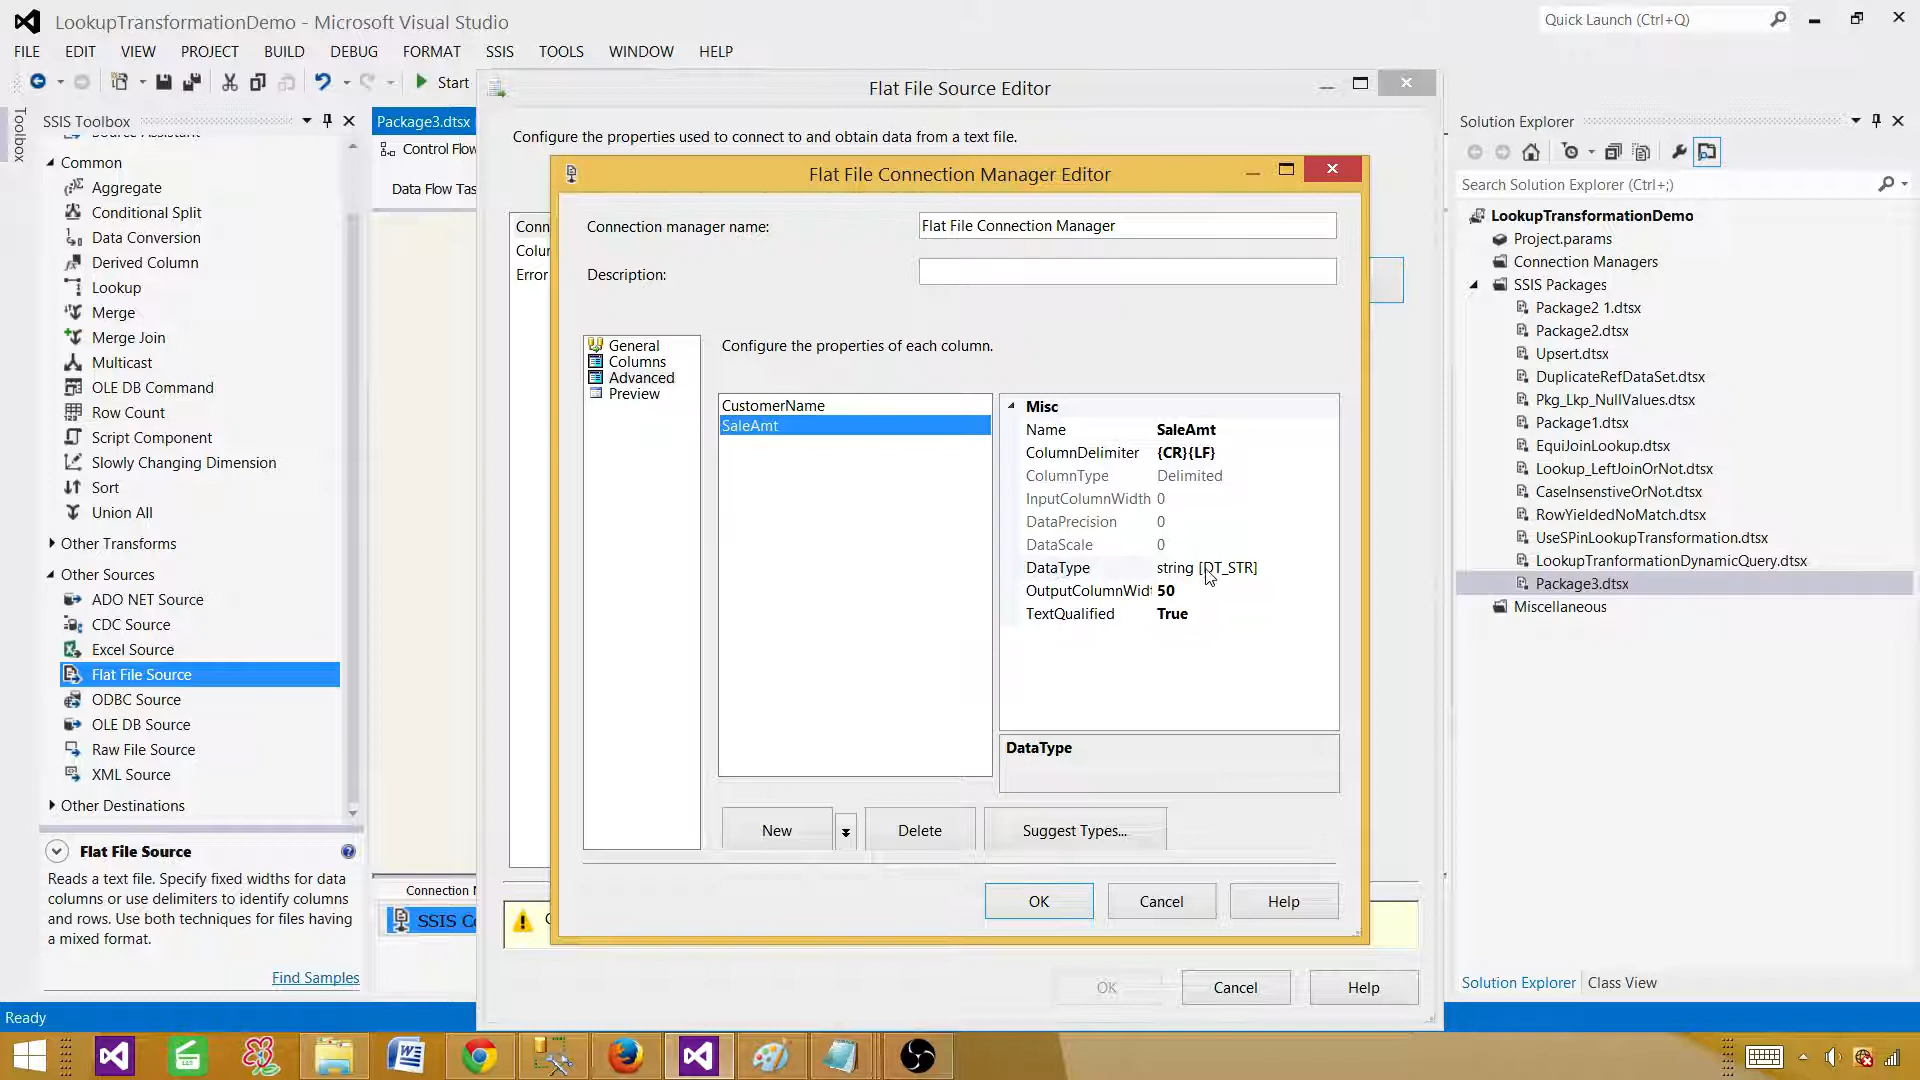 LookupTransformationDemo - Microsoft Visual Studio
Quick Launch (Ctrl+Q)
FILE EDIT VIEW PROJECT BUILD DEBUG FORMAT SSIS TOOLS WINDOW HELP
Start
Toolbox
SSIS Toolbox
Source Assistant
Common
Aggregate
Conditional Split
Data Conversion
Derived Column
Lookup
Merge
Merge Join
Multicast
OLE DB Command
Row Count
Script Component
Slowly Changing Dimension
Sort
Union All
Other Transforms
Other Sources
ADO NET Source
CDC Source
Excel Source
Flat File Source
ODBC Source
OLE DB Source
Raw File Source
XML Source
Other Destinations
Flat File Source
Reads a text file. Specify fixed widths for data
columns or use delimiters to identify columns
and rows. Use both techniques for files having
a mixed format.
Find Samples
Ready
Package3.dtsx
Control Flow
Data Flow Tas
Connection M
SSIS Co
Flat File Source Editor
Configure the properties used to connect to and obtain data from a text file.
Conn
Colu
Error
OK Cancel Help
Flat File Connection Manager Editor
Connection manager name: Flat File Connection Manager
Description:
General
Columns
Advanced
Preview
Configure the properties of each column.
CustomerName
SaleAmt
Misc
Name SaleAmt
ColumnDelimiter {CR}{LF}
ColumnType Delimited
InputColumnWidth 0
DataPrecision 0
DataScale 0
DataType string [DT_STR]
OutputColumnWidt 50
TextQualified True
DataType
New Delete Suggest Types...
OK Cancel Help
Solution Explorer
Search Solution Explorer (Ctrl+;)
LookupTransformationDemo
Project.params
Connection Managers
SSIS Packages
Package2 1.dtsx
Package2.dtsx
Upsert.dtsx
DuplicateRefDataSet.dtsx
Pkg_Lkp_NullValues.dtsx
Package1.dtsx
EquiJoinLookup.dtsx
Lookup_LeftJoinOrNot.dtsx
CaseInsenstiveOrNot.dtsx
RowYieldedNoMatch.dtsx
UseSPinLookupTransformation.dtsx
LookupTranformationDynamicQuery.dtsx
Package3.dtsx
Miscellaneous
Solution Explorer Class View